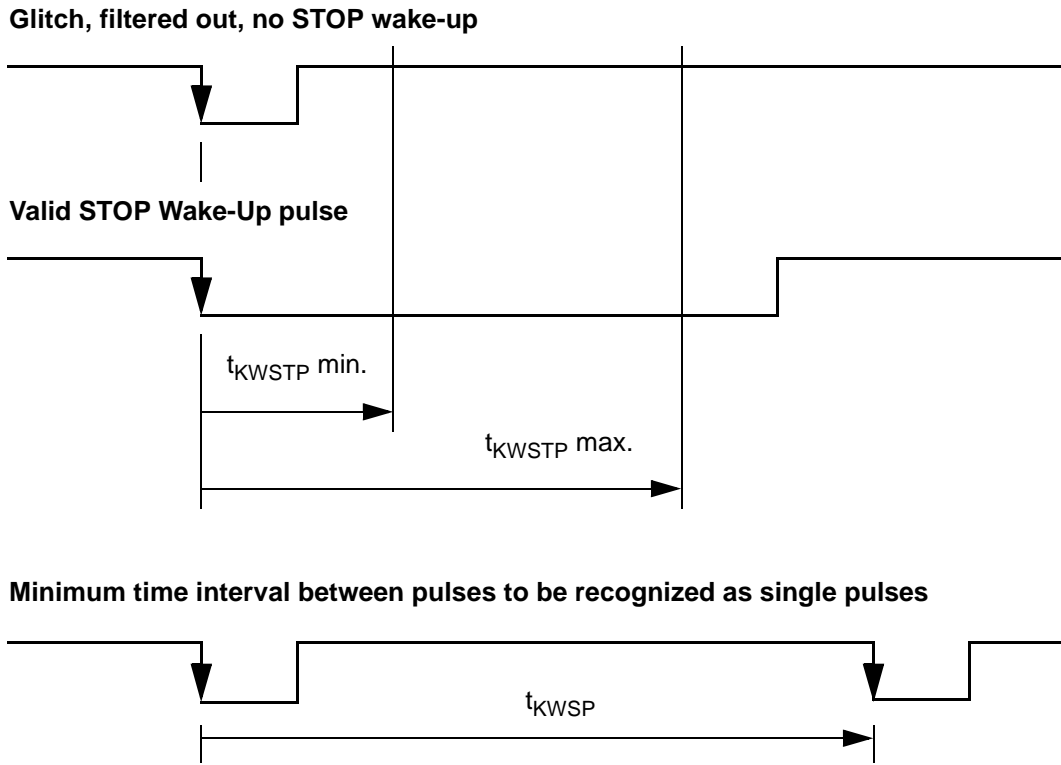 Glitch, filtered out, no STOP wake-up
Valid STOP Wake-Up pulse
tKWSTP min.
tKWSTP max.
Minimum time interval between pulses to be recognized as single pulses
tKWSP